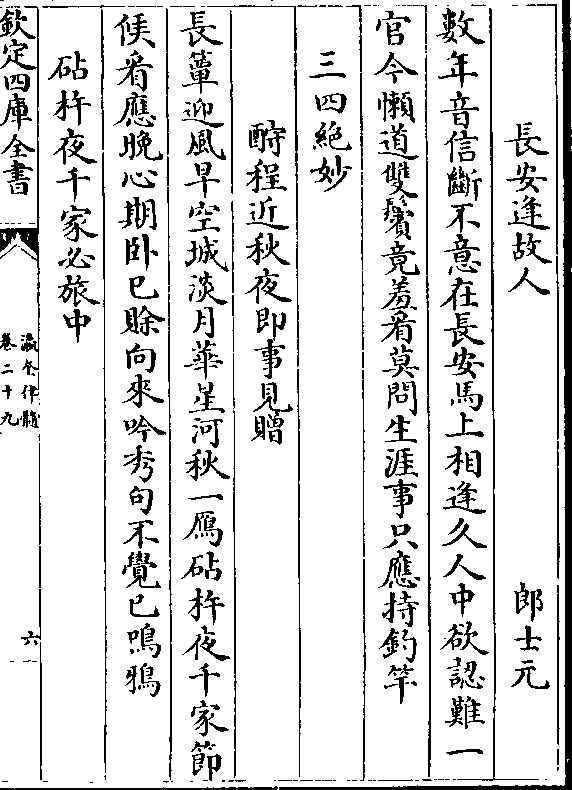 長安逢故人　郎士元
數年音信斷不意在長安馬上相逢久人中欲認難一
官今懶道雙鬢竟羞看莫問生涯事只應持釣竿
三四絶妙
酧程近秋夜即事見贈
長簟迎風早空城淡月華星河秋一鴈砧杵夜千家節
候看應晚心期卧已賖向來吟秀句不覺已鳴鴉
砧杵夜千家必旅中
欽定四庫全書
瀛奎律髓
卷二十九
六